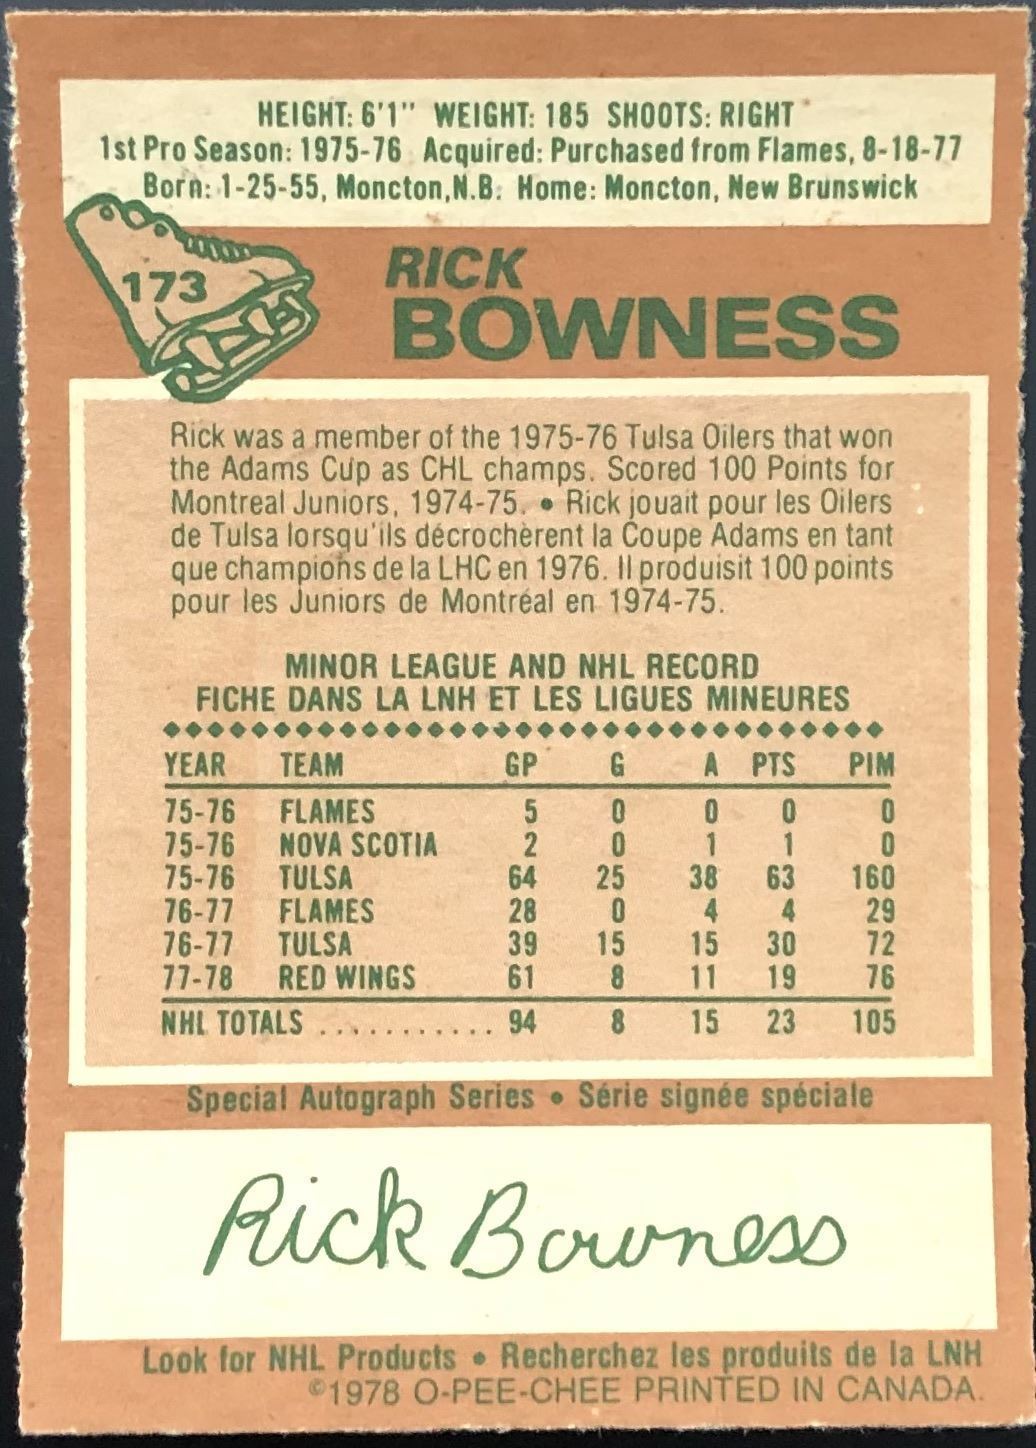 HEIGHT: 6'1" WEIGHT: 185 SHOOTS: RIGHT
1st Pro Season: 1975-76 Acquired: Purchased from Flames, 8-18-77
Born: 1-25-55, Moncton, N.B. Home: Moncton, New Brunswick
173
RICK
BOWNESS
Rick was a member of the 1975-76 Tulsa Oilers that won
the Adams Cup as CHL champs. Scored 100 Points for
Montreal Juniors, 1974-75. • Rick jouait pour les Oilers
de Tulsa lorsqu'ils décrochèrent la Coupe Adams en tant
que champions de la LHC en 1976. Il produisit 100 points
pour les Juniors de Montréal en 1974-75.
MINOR LEAGUE AND NHL RECORD
FICHE DANS LA LNH ET LES LIGUES MINEURES
YEAR TEAM GP G A PTS PIM
75-76 FLAMES 5 0 0 0 0
75-76 NOVA SCOTIA 2 0 1 1 0
75-76 TULSA 64 25 38 63 160
76-77 FLAMES 28 0 4 4 29
76-77 TULSA 39 15 15 30 72
77-78 RED WINGS 61 8 11 19 76
NHL TOTALS ........... 94 8 15 23 105
Special Autograph Series • Série signée spéciale
Rick Bowness
Look for NHL Products • Recherchez les produits de la LNH
©1978 O-PEE-CHEE PRINTED IN CANADA.